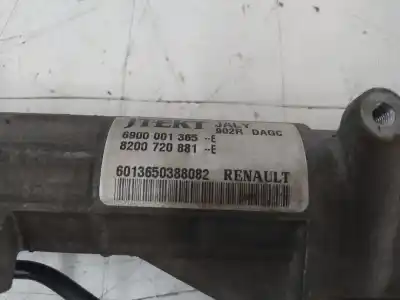 JTEKT JALY
902R DAGC
6900 001 365 --E
8200 720 881 --E
6013650388082 RENAULT